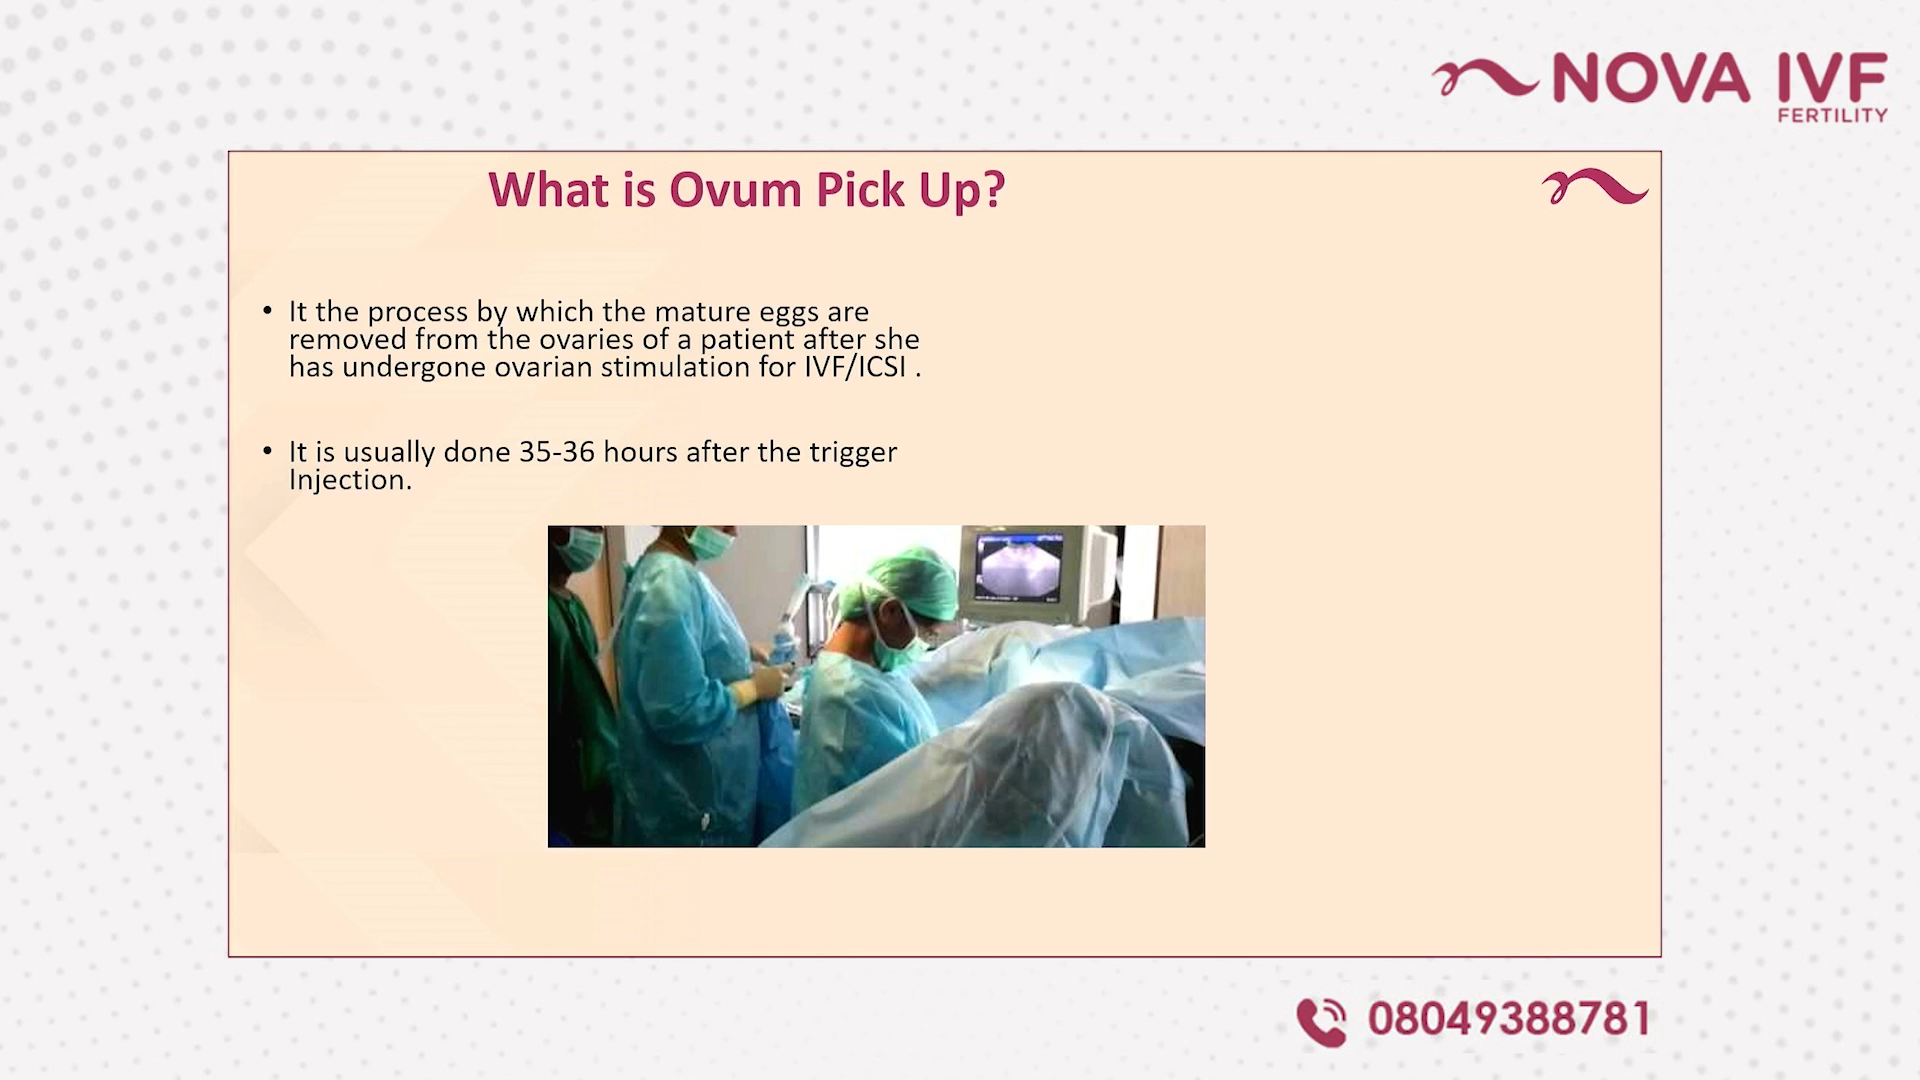 NOVA IVF
FERTILITY
What is Ovum Pick Up?
• It the process by which the mature eggs are
removed from the ovaries of a patient after she
has undergone ovarian stimulation for IVF/ICSI .
• It is usually done 35-36 hours after the trigger
Injection.
08049388781